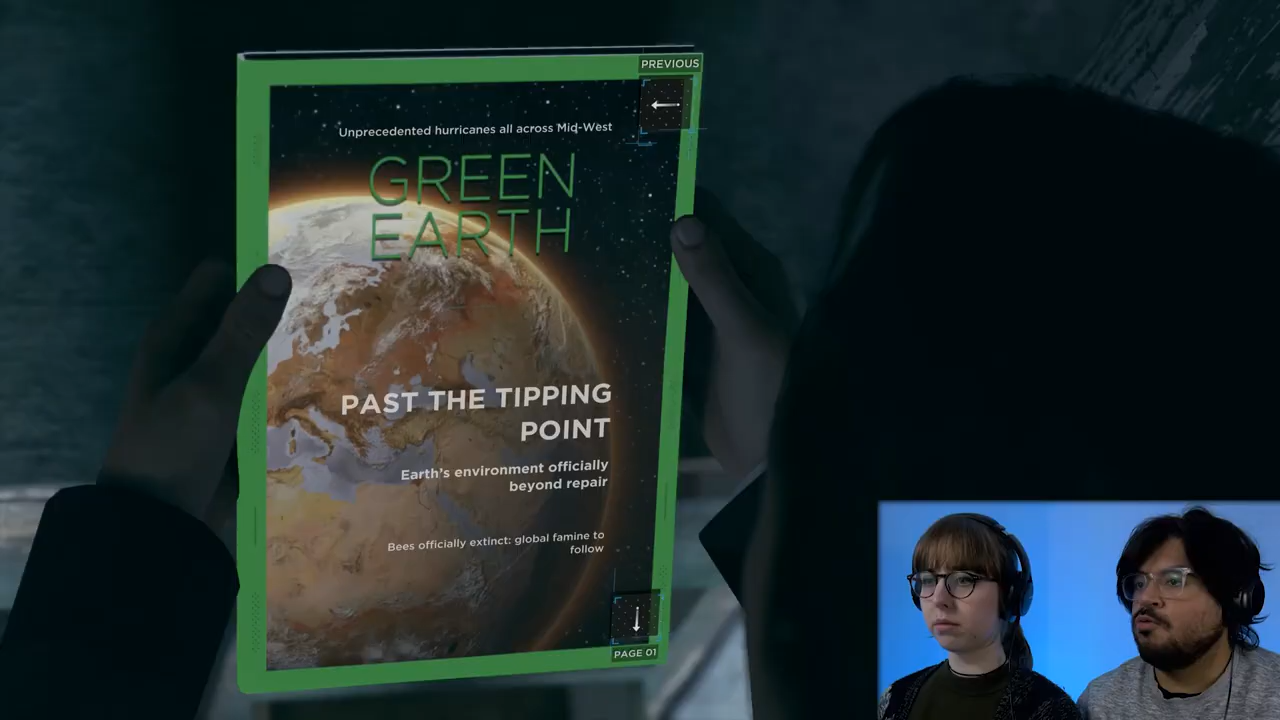 PREVIOUS
Unprecedented hurricanes all across Mid-West
GREEN
EARTH
PAST THE TIPPING
POINT
Earth's environment officially
beyond repair
Bees officially extinct: global famine to
follow
PAGE 01